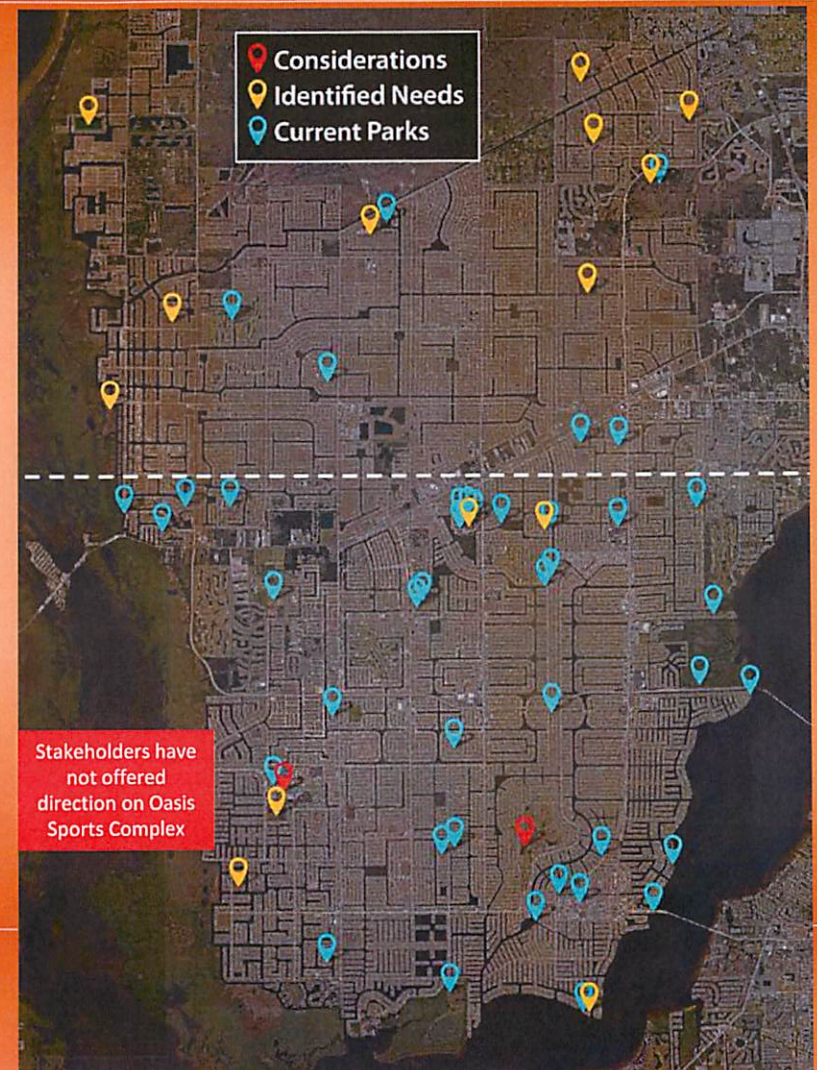 Considerations
Identified Needs
Current Parks
Stakeholders have
not offered
direction on Oasis
Sports Complex